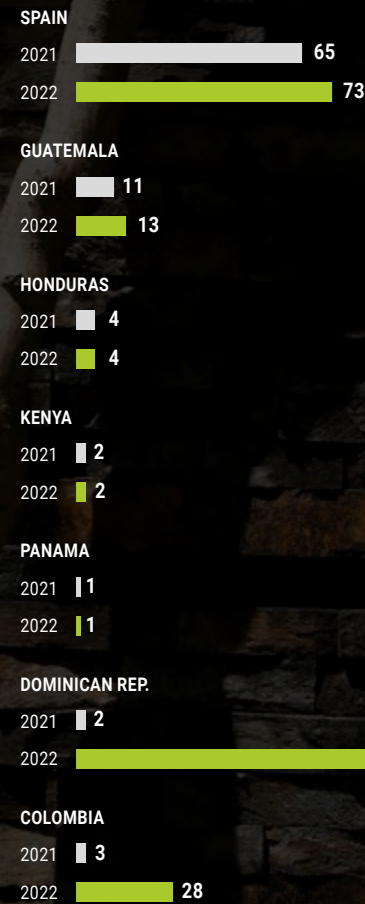 SPAIN
2021 65
2022 73
GUATEMALA
2021 11
2022 13
HONDURAS
2021 4
2022 4
KENYA
2021 2
2022 2
PANAMA
2021 1
2022 1
DOMINICAN REP.
2021 2
2022
COLOMBIA
2021 3
2022 28